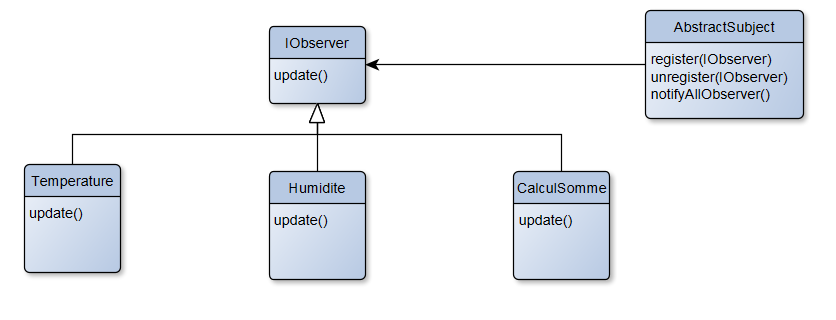 IObserver
update()
AbstractSubject
register(IObserver)
unregister(IObserver)
notifyAllObserver()
Temperature
update()
Humidite
update()
CalculSomme
update()